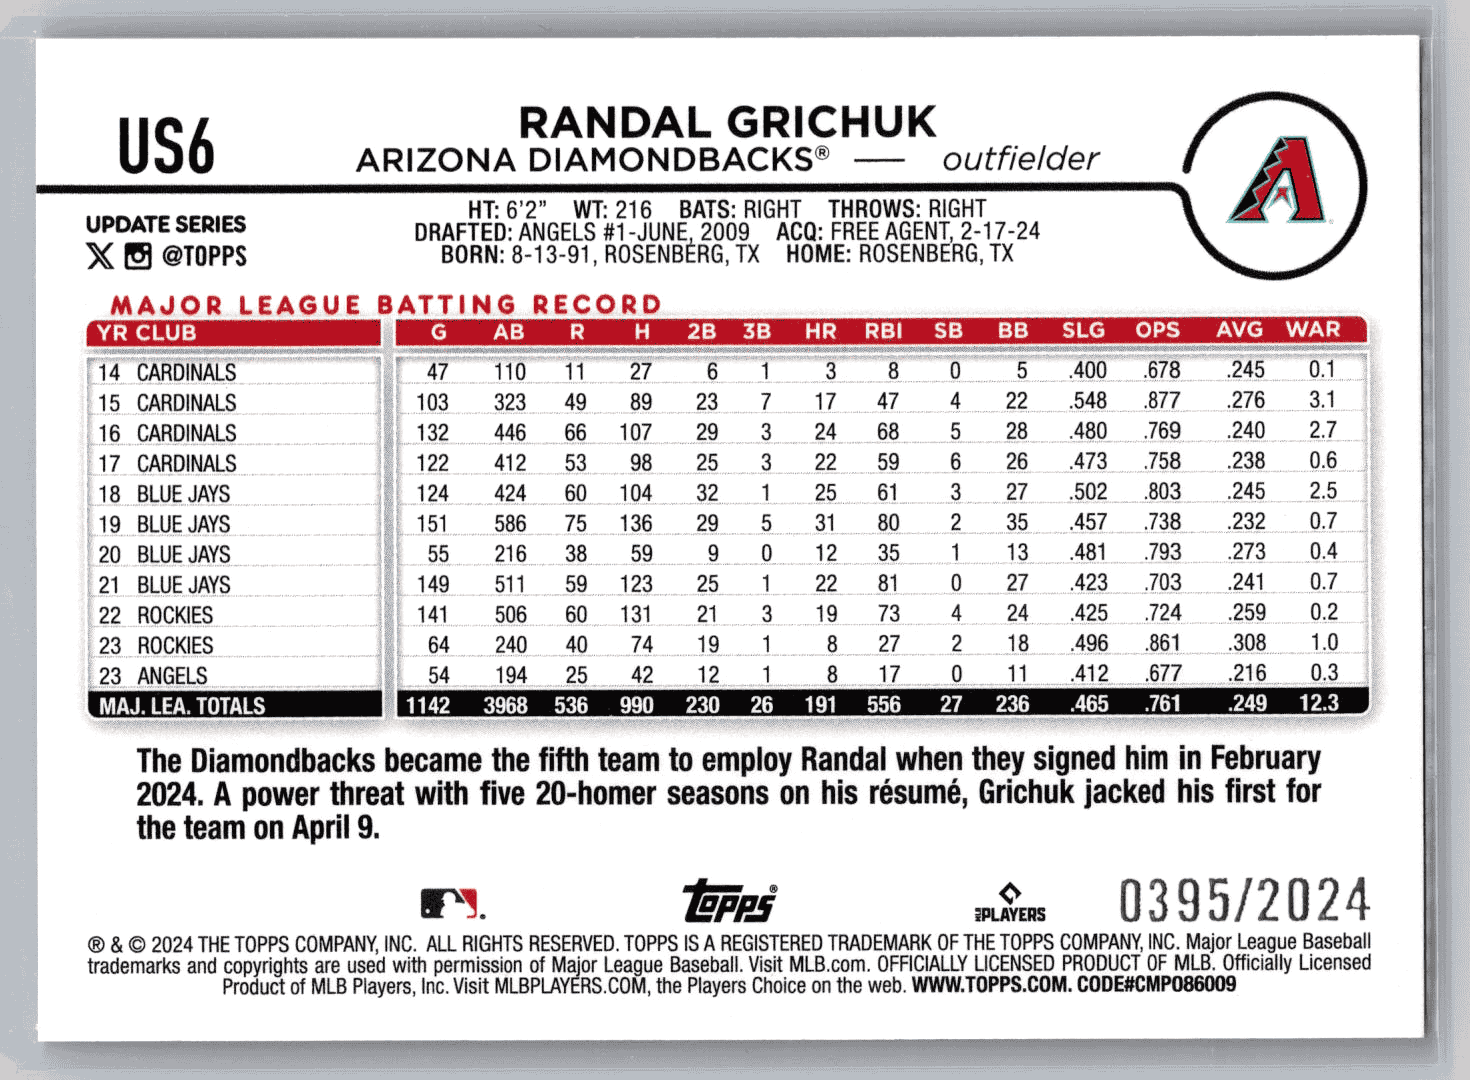 US6
RANDAL GRICHUK
ARIZONA DIAMONDBACKS® — outfielder
UPDATE SERIES
@TOPPS
HT: 6'2" WT: 216 BATS: RIGHT THROWS: RIGHT
DRAFTED: ANGELS #1-JUNE, 2009 ACQ: FREE AGENT, 2-17-24
BORN: 8-13-91, ROSENBERG, TX HOME: ROSENBERG, TX
MAJOR LEAGUE BATTING RECORD
YR CLUB G AB R H 2B 3B HR RBI SB BB SLG OPS AVG WAR
14 CARDINALS 47 110 11 27 6 1 3 8 0 5 .400 .678 .245 0.1
15 CARDINALS 103 323 49 89 23 7 17 47 4 22 .548 .877 .276 3.1
16 CARDINALS 132 446 66 107 29 3 24 68 5 28 .480 .769 .240 2.7
17 CARDINALS 122 412 53 98 25 3 22 59 6 26 .473 .758 .238 0.6
18 BLUE JAYS 124 424 60 104 32 1 25 61 3 27 .502 .803 .245 2.5
19 BLUE JAYS 151 586 75 136 29 5 31 80 2 35 .457 .738 .232 0.7
20 BLUE JAYS 55 216 38 59 9 0 12 35 1 13 .481 .793 .273 0.4
21 BLUE JAYS 149 511 59 123 25 1 22 81 0 27 .423 .703 .241 0.7
22 ROCKIES 141 506 60 131 21 3 19 73 4 24 .425 .724 .259 0.2
23 ROCKIES 64 240 40 74 19 1 8 27 2 18 .496 .861 .308 1.0
23 ANGELS 54 194 25 42 12 1 8 17 0 11 .412 .677 .216 0.3
MAJ. LEA. TOTALS 1142 3968 536 990 230 26 191 556 27 236 .465 .761 .249 12.3
The Diamondbacks became the fifth team to employ Randal when they signed him in February
2024. A power threat with five 20-homer seasons on his résumé, Grichuk jacked his first for
the team on April 9.
Topps®
MLB PLAYERS
0395/2024
® & © 2024 THE TOPPS COMPANY, INC. ALL RIGHTS RESERVED. TOPPS IS A REGISTERED TRADEMARK OF THE TOPPS COMPANY, INC. Major League Baseball
trademarks and copyrights are used with permission of Major League Baseball. Visit MLB.com. OFFICIALLY LICENSED PRODUCT OF MLB. Officially Licensed
Product of MLB Players, Inc. Visit MLBPLAYERS.COM, the Players Choice on the web. WWW.TOPPS.COM. CODE#CMP086009